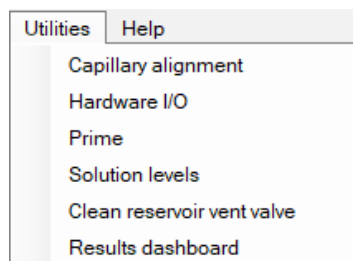 Utilities Help
Capillary alignment
Hardware I/O
Prime
Solution levels
Clean reservoir vent valve
Results dashboard